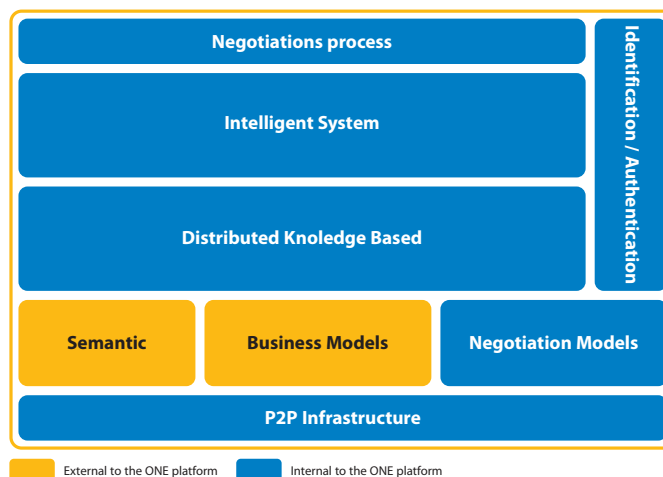 Negotiations process
Identification / Authentication
Intelligent System
Distributed Knoledge Based
Semantic
Business Models
Negotiation Models
P2P Infrastructure
External to the ONE platform
Internal to the ONE platform